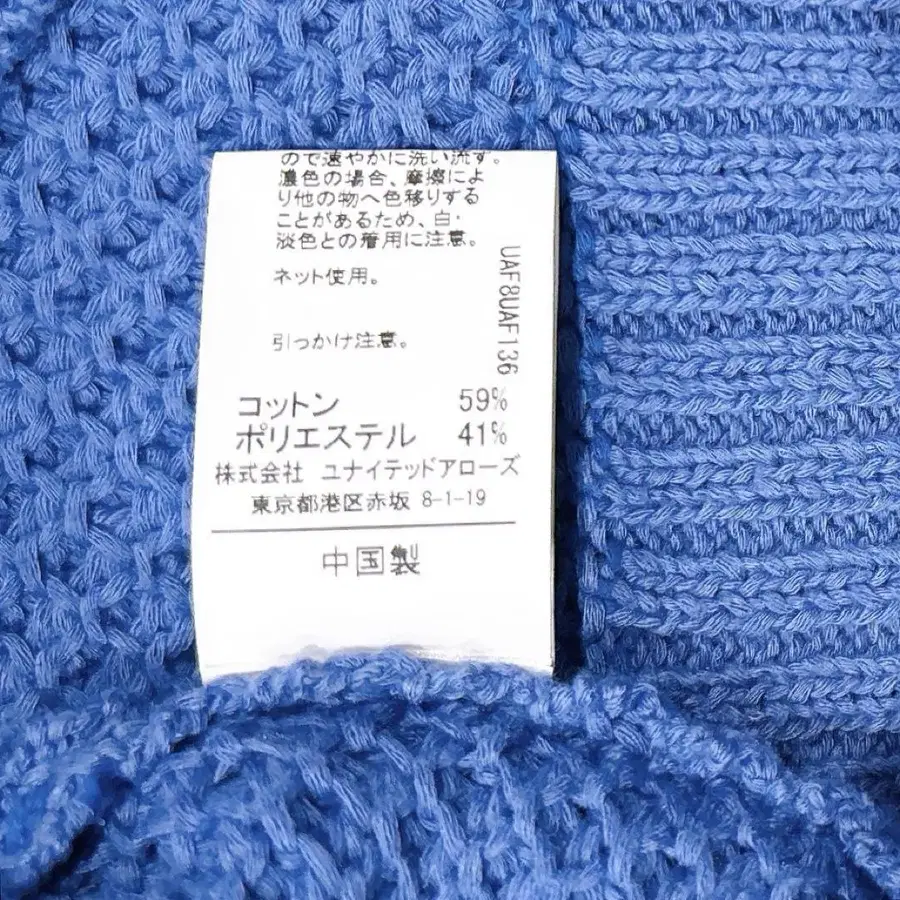 ので速やかに洗い流す。
濃色の場合、摩擦によ
り他の物へ色移りする
ことがあるため、白・
淡色との着用に注意。
ネット使用。
引っかけ注意。
UAF8UAF136
コットン 59%
ポリエステル 41%
株式会社 ユナイテッドアローズ
東京都港区赤坂 8-1-19
中国製